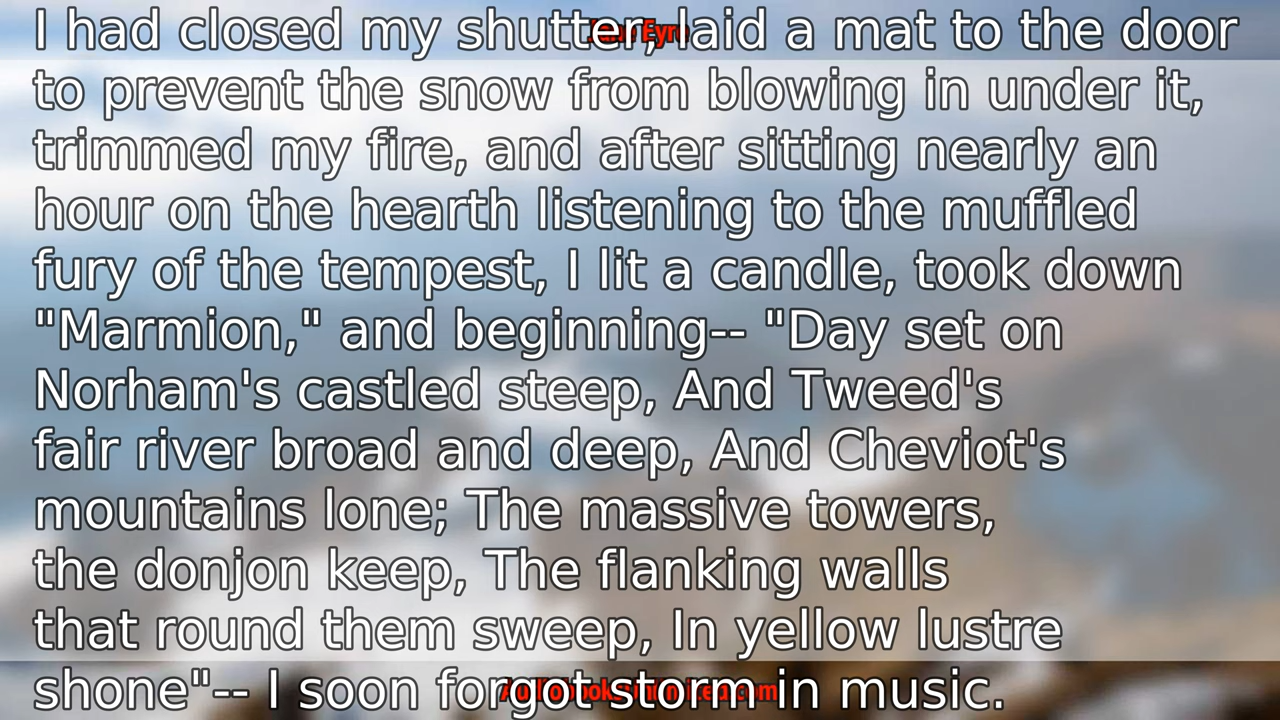 Jane Eyre
I had closed my shutter, laid a mat to the door
to prevent the snow from blowing in under it,
trimmed my fire, and after sitting nearly an
hour on the hearth listening to the muffled
fury of the tempest, I lit a candle, took down
"Marmion," and beginning-- "Day set on
Norham's castled steep, And Tweed's
fair river broad and deep, And Cheviot's
mountains lone; The massive towers,
the donjon keep, The flanking walls
that round them sweep, In yellow lustre
shone"-- I soon forgot storm in music.